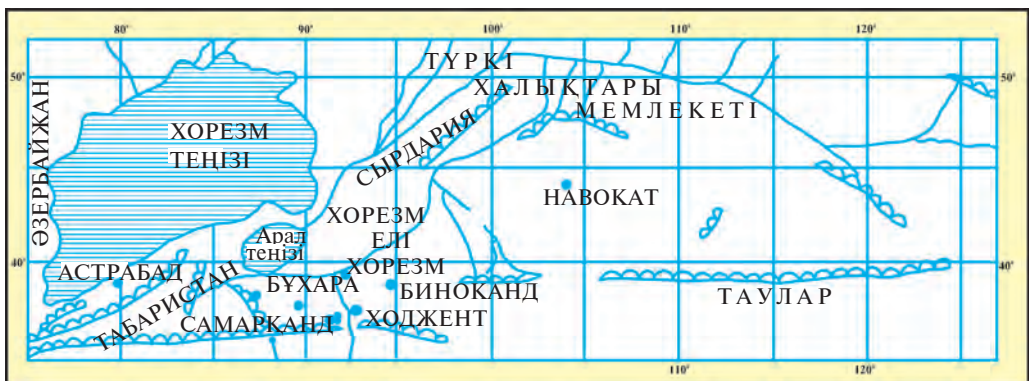 80° 90° 100° 110° 120°
50° 50°
ӘЗЕРБАЙЖАН
ХОРЕЗМ
ТЕҢІЗІ
ТҮРКІ
ХАЛЫҚТАРЫ
МЕМЛЕКЕТІ
СЫРДАРИЯ
НАВОКАТ
ХОРЕЗМ
ЕЛІ
Арал
теңізі
40° 40°
АСТРАБАД
ТАБАРИСТАН
ХОРЕЗМ
БҰХАРА
БИНОКАНД
ТАУЛАР
САМАРҚАНД
ХОДЖЕНТ
110° 120°